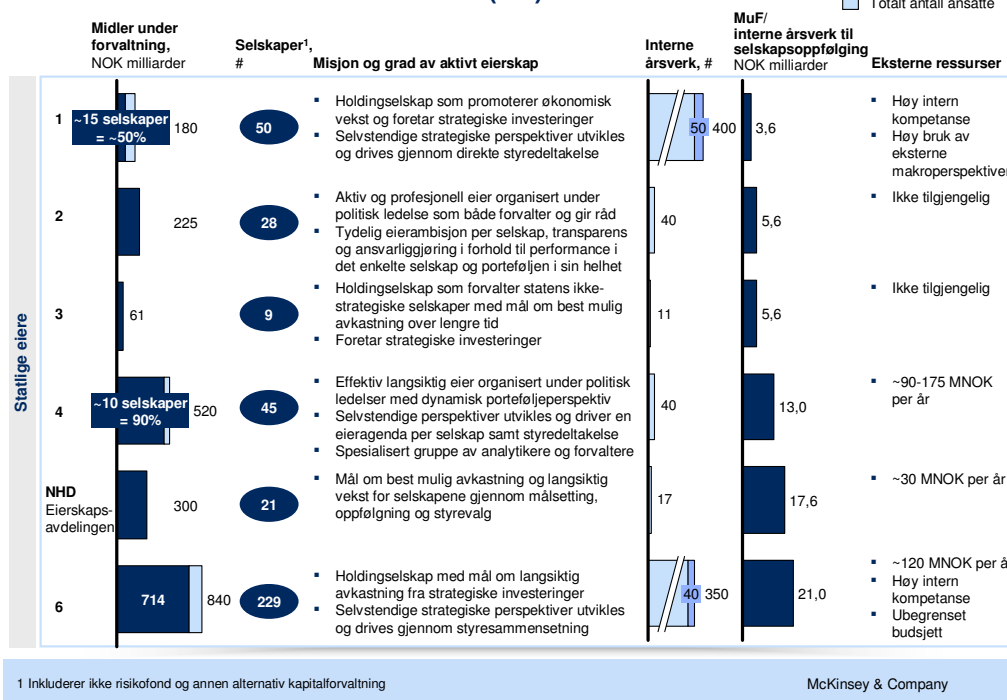 Totalt antall ansatte
Midler under
forvaltning,
NOK milliarder
Selskaper¹,
#
Misjon og grad av aktivt eierskap
Interne
årsverk, #
MuF/
interne årsverk til
selskapsoppfølging
NOK milliarder
Eksterne ressurser
Statlige eiere
1
~15 selskaper
= ~50%
180
50
▪ Holdingselskap som promoterer økonomisk
vekst og foretar strategiske investeringer
▪ Selvstendige strategiske perspektiver utvikles
og drives gjennom direkte styredeltakelse
50
400
3,6
▪ Høy intern
kompetanse
▪ Høy bruk av
eksterne
makroperspektiver
2
225
28
▪ Aktiv og profesjonell eier organisert under
politisk ledelse som både forvalter og gir råd
▪ Tydelig eierambisjon per selskap, transparens
og ansvarliggjøring i forhold til performance i
det enkelte selskap og porteføljen i sin helhet
40
5,6
▪ Ikke tilgjengelig
3
61
9
▪ Holdingselskap som forvalter statens ikke-
strategiske selskaper med mål om best mulig
avkastning over lengre tid
▪ Foretar strategiske investeringer
11
5,6
▪ Ikke tilgjengelig
4
~10 selskaper
= 90%
520
45
▪ Effektiv langsiktig eier organisert under politisk
ledelser med dynamisk porteføljeperspektiv
▪ Selvstendige perspektiver utvikles og driver en
eieragenda per selskap samt styredeltakelse
▪ Spesialisert gruppe av analytikere og forvaltere
40
13,0
▪ ~90-175 MNOK
per år
NHD
Eierskaps-
avdelingen
300
21
▪ Mål om best mulig avkastning og langsiktig
vekst for selskapene gjennom målsetting,
oppfølgning og styrevalg
17
17,6
▪ ~30 MNOK per år
6
714
840
229
▪ Holdingselskap med mål om langsiktig
avkastning fra strategiske investeringer
▪ Selvstendige strategiske perspektiver utvikles
og drives gjennom styresammensetning
40
350
21,0
▪ ~120 MNOK per å
▪ Høy intern
kompetanse
▪ Ubegrenset
budsjett
1 Inkluderer ikke risikofond og annen alternativ kapitalforvaltning
McKinsey & Company